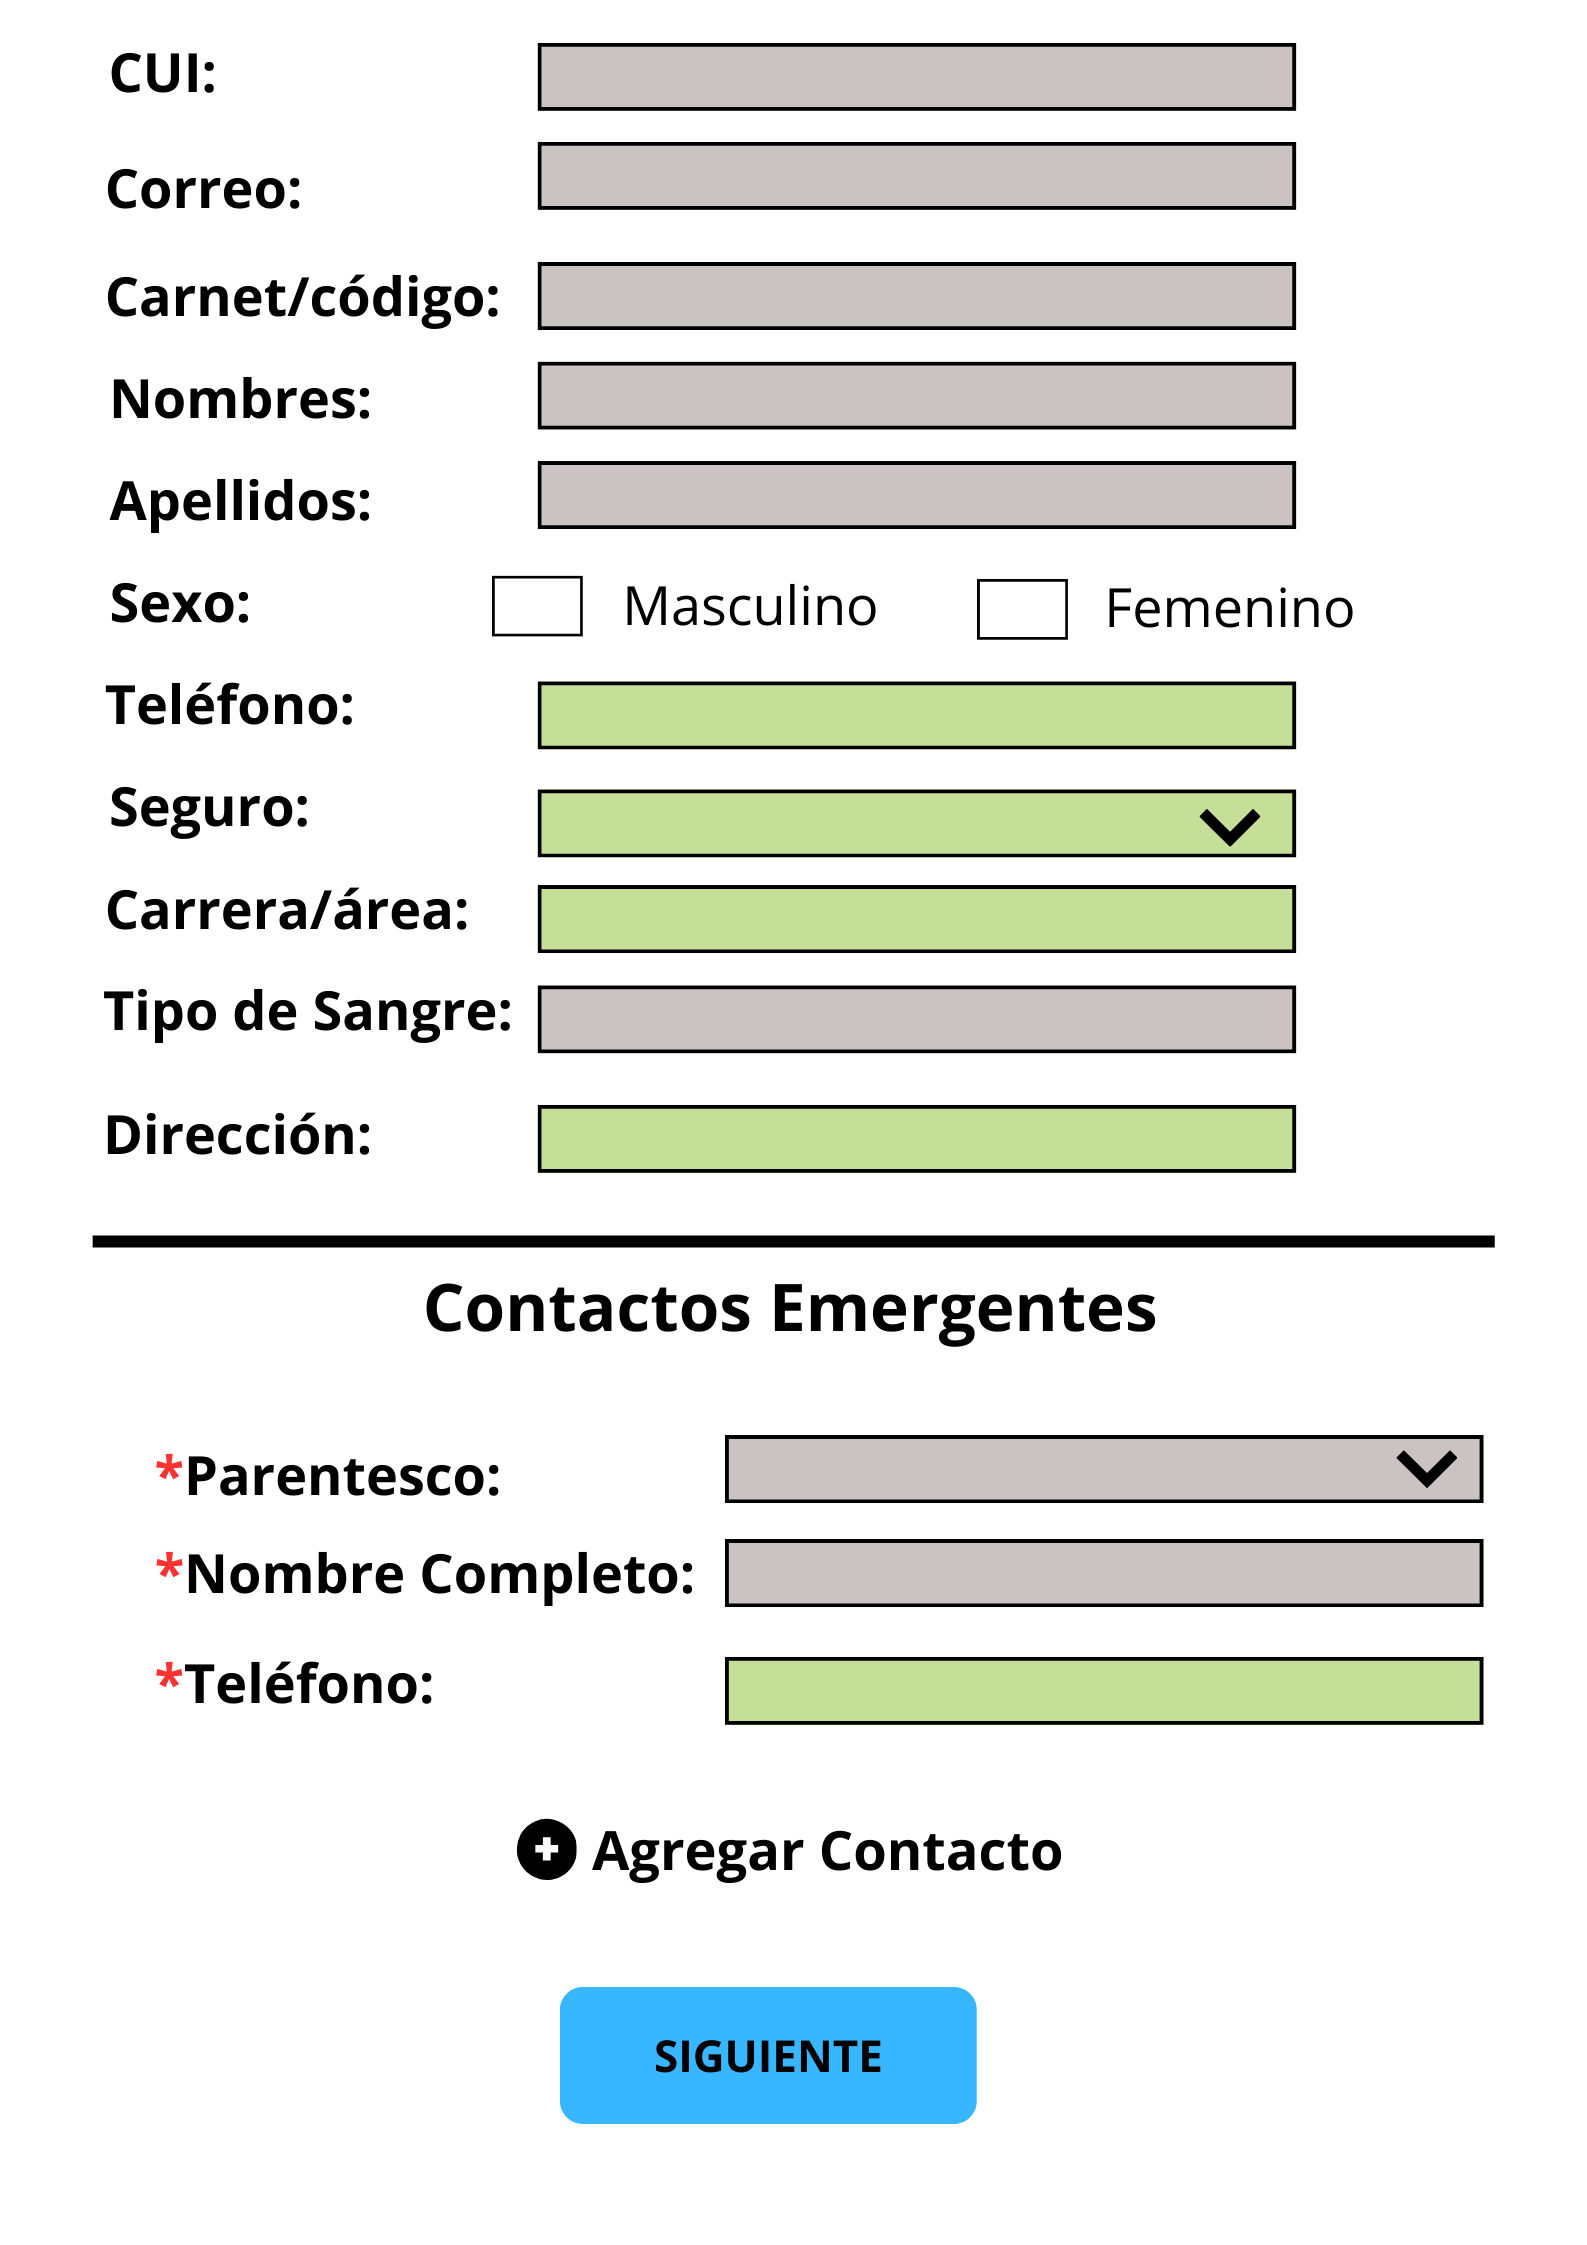 CUI:
Correo:
Carnet/código:
Nombres:
Apellidos:
Sexo: Masculino Femenino
Teléfono:
Seguro:
Carrera/área:
Tipo de Sangre:
Dirección:
Contactos Emergentes
*Parentesco:
*Nombre Completo:
*Teléfono:
Agregar Contacto
SIGUIENTE